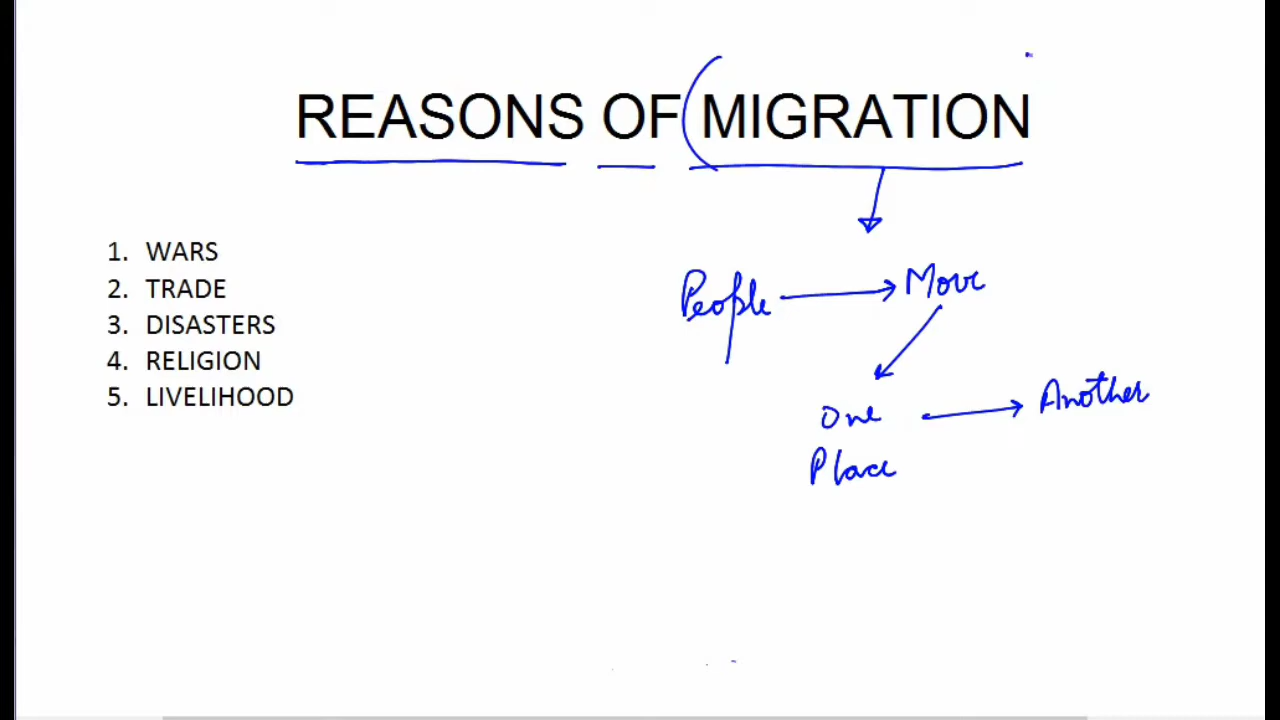 REASONS OF MIGRATION
1. WARS
2. TRADE
3. DISASTERS
4. RELIGION
5. LIVELIHOOD
People Move
One Another
Place